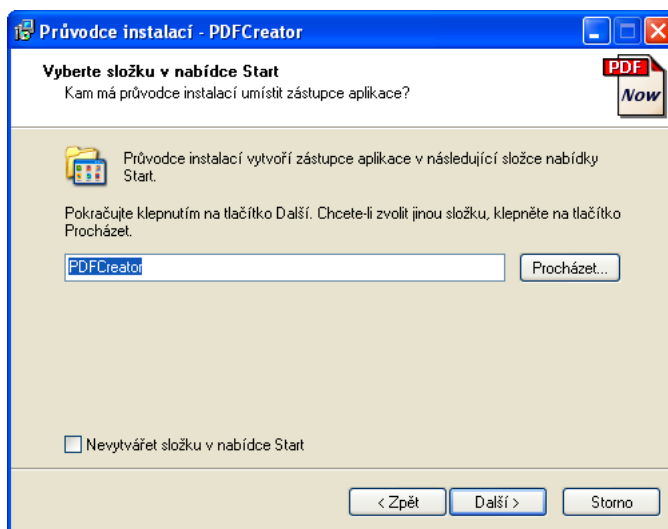 Průvodce instalací - PDFCreator
Vyberte složku v nabídce Start
Kam má průvodce instalací umístit zástupce aplikace?
PDF
Now
Průvodce instalací vytvoří zástupce aplikace v následující složce nabídky
Start.
Pokračujte klepnutím na tlačítko Další. Chcete-li zvolit jinou složku, klepněte na tlačítko
Procházet.
PDFCreator
Procházet...
Nevytvářet složku v nabídce Start
< Zpět
Další >
Storno